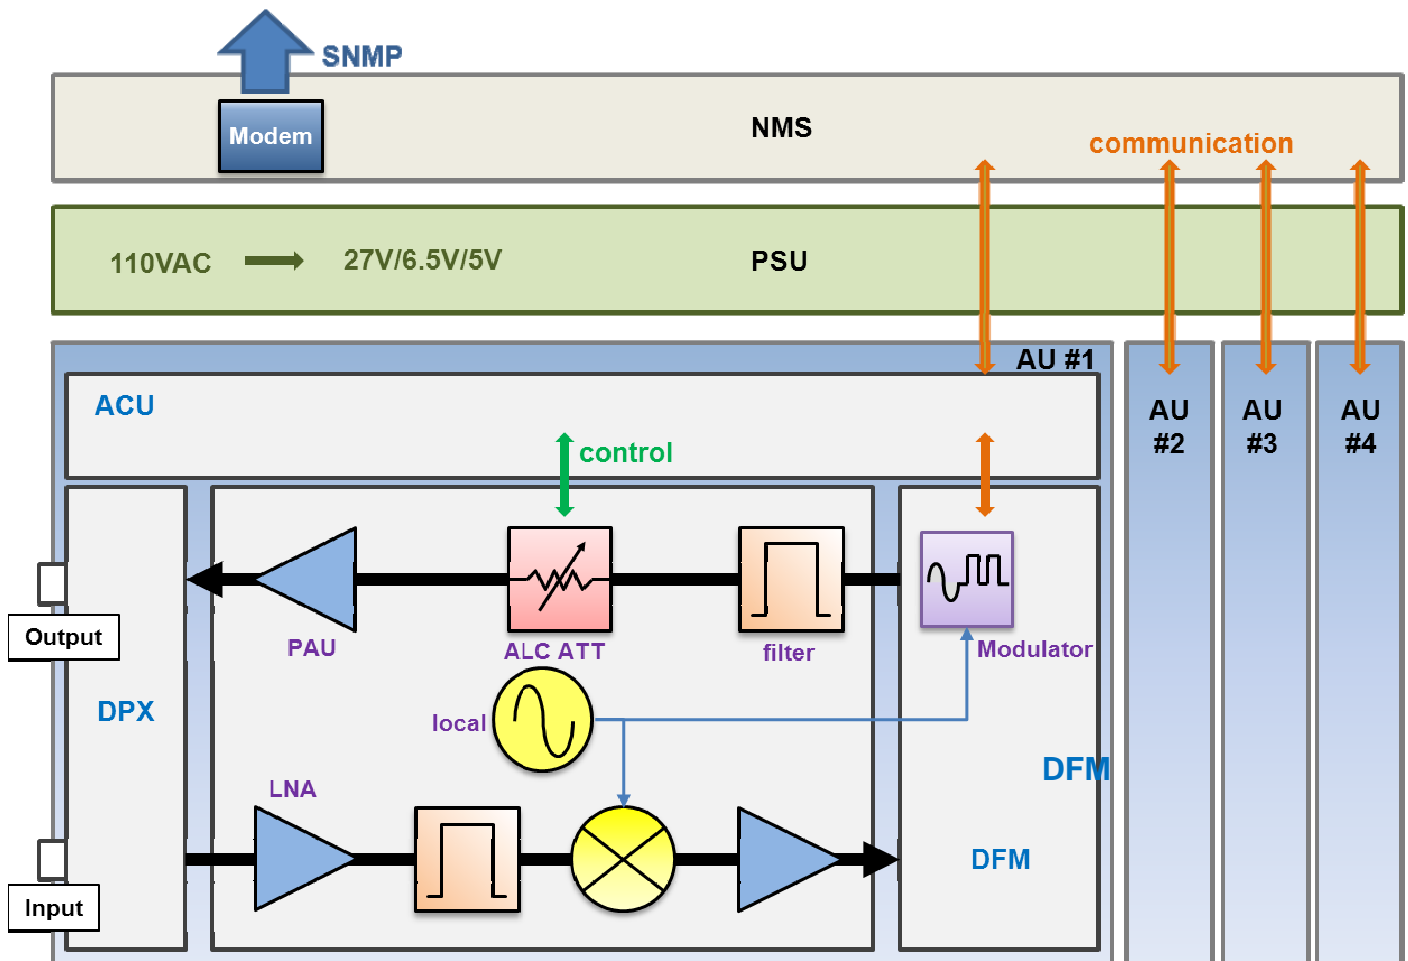 SNMP
Modem
NMS
communication
110VAC
27V/6.5V/5V
PSU
AU #1
ACU
control
AU
#2
AU
#3
AU
#4
Output
PAU
ALC ATT
filter
Modulator
DPX
local
DFM
LNA
DFM
Input